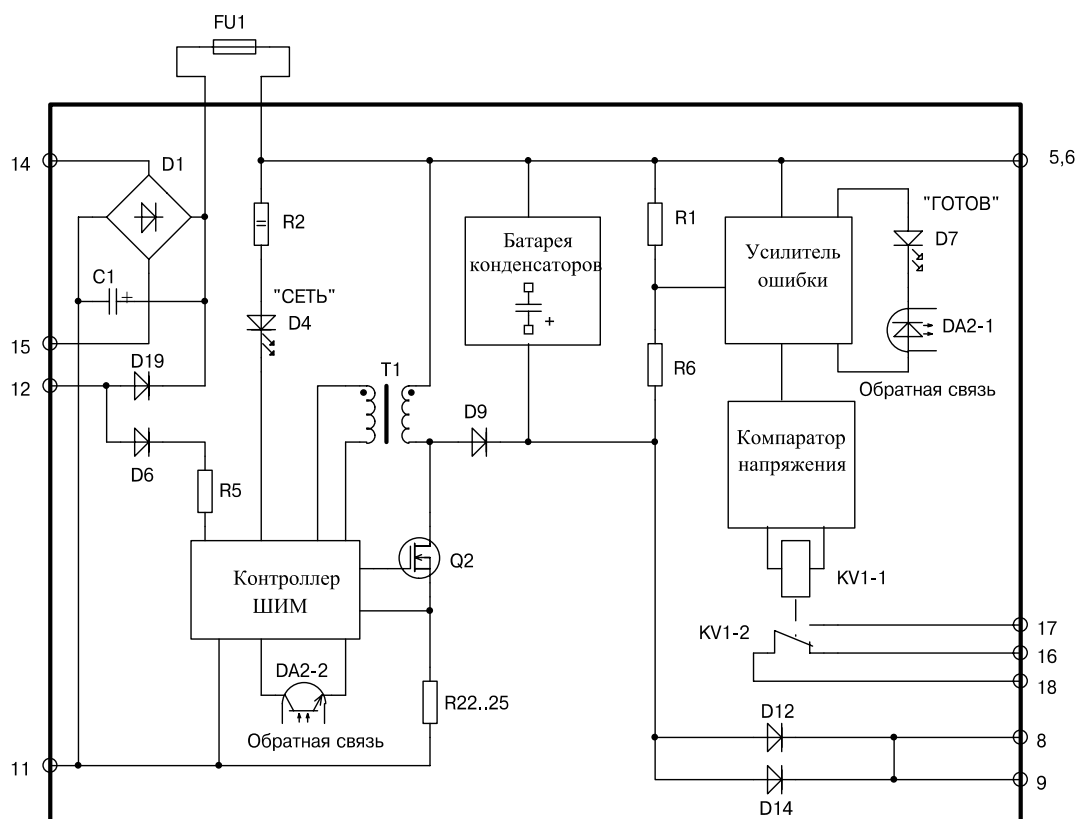 FU1
14
D1
5,6
R2
R1
"ГОТОВ"
D7
Батарея
конденсаторов
+
Усилитель
ошибки
C1
+
"СЕТЬ"
D4
DA2-1
15
12
D19
T1
R6
Обратная связь
D9
D6
R5
Компаратор
напряжения
Q2
Контроллер
ШИМ
KV1-1
KV1-2
17
16
18
DA2-2
R22..25
Обратная связь
D12
8
11
9
D14